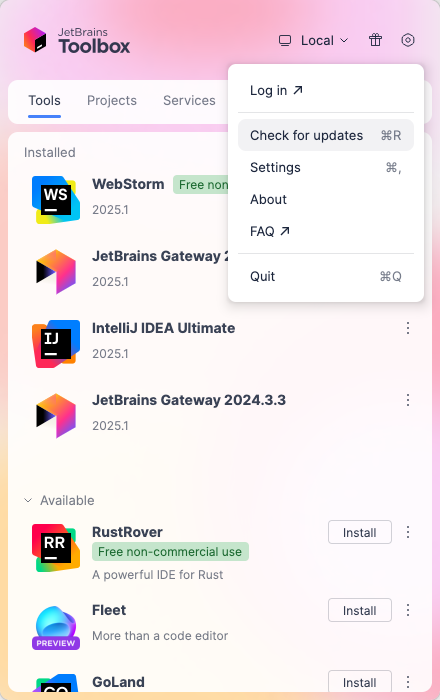 JetBrains
Toolbox
Local
Log in ↗
Check for updates ⌘R
Settings ⌘,
About
FAQ ↗
Quit ⌘Q
Tools Projects Services
Installed
WS
WebStorm Free non
2025.1
JetBrains Gateway
2025.1
IJ
IntelliJ IDEA Ultimate
2025.1
JetBrains Gateway 2024.3.3
2025.1
Available
RR
RustRover Install
Free non-commercial use
A powerful IDE for Rust
PREVIEW
Fleet Install
More than a code editor
GO
GoLand Install